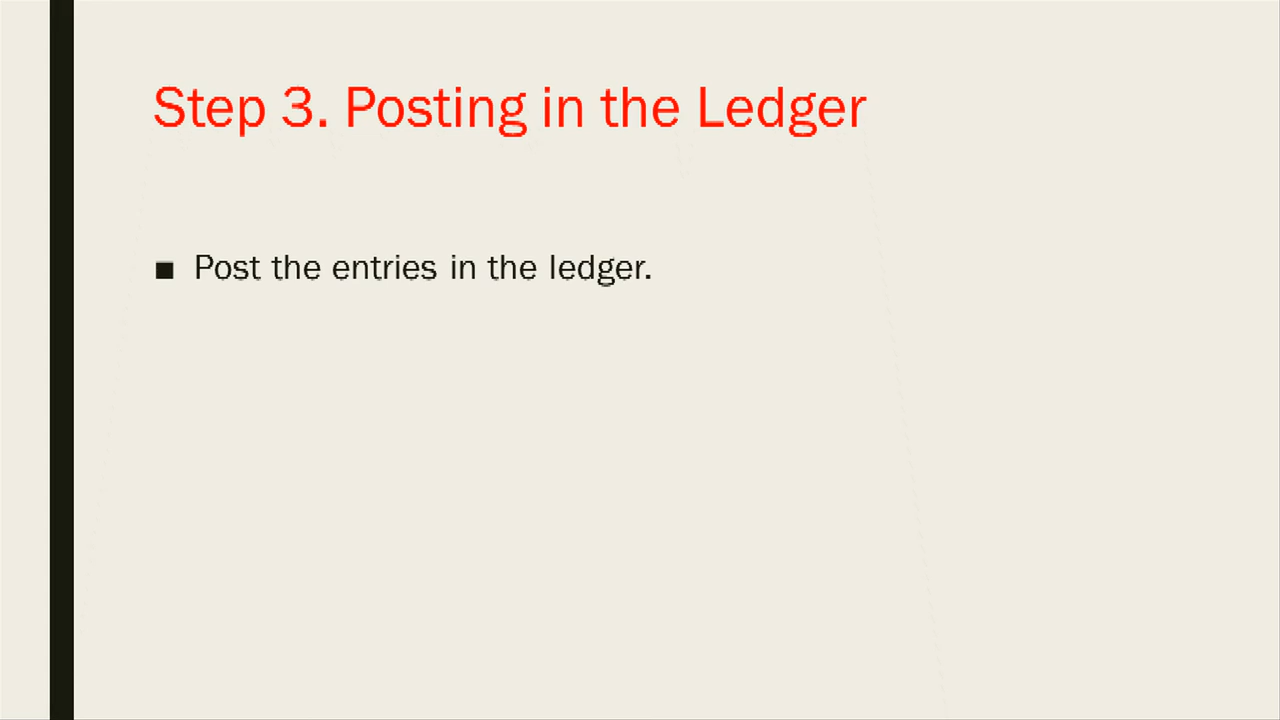 Step 3. Posting in the Ledger
▪ Post the entries in the ledger.